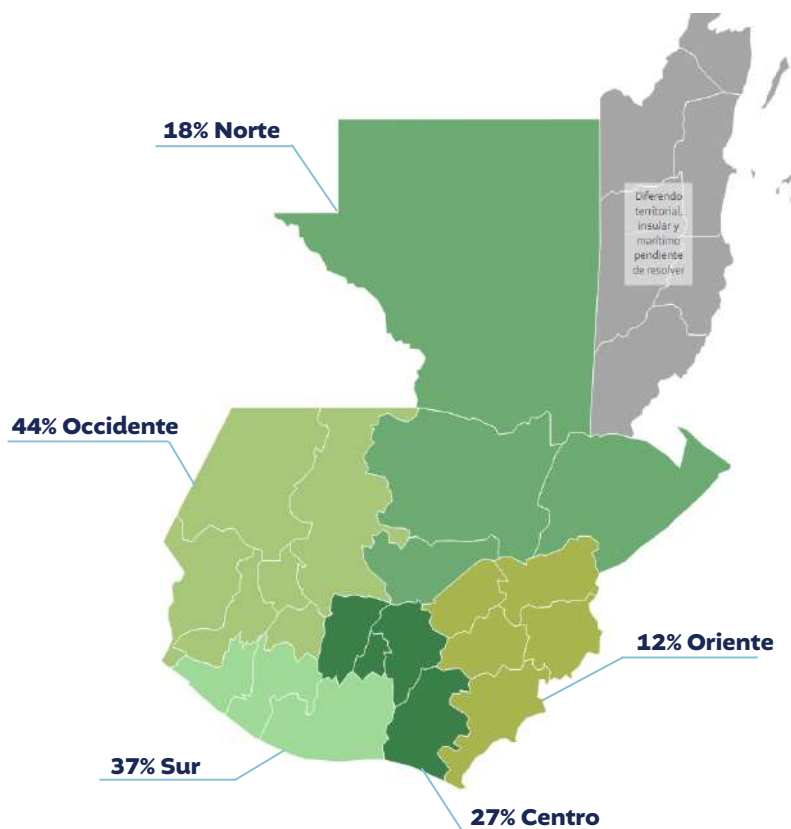 18% Norte
Diferendo
territorial,
insular y
marítimo
pendiente
de resolver
44% Occidente
12% Oriente
37% Sur
27% Centro